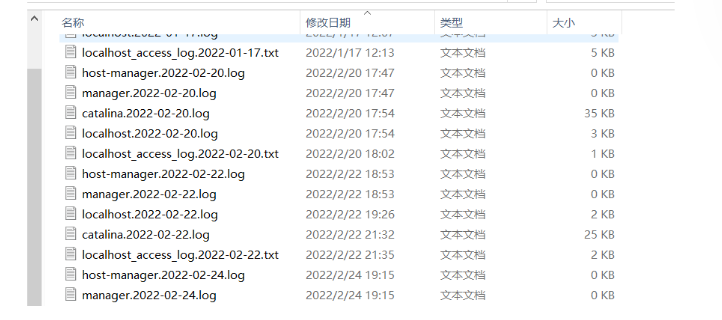 名称 修改日期 类型 大小
localhost.2022-01-17.log 2022/1/17 12:07 文本文档
localhost_access_log.2022-01-17.txt 2022/1/17 12:13 文本文档 5 KB
host-manager.2022-02-20.log 2022/2/20 17:47 文本文档 0 KB
manager.2022-02-20.log 2022/2/20 17:47 文本文档 0 KB
catalina.2022-02-20.log 2022/2/20 17:54 文本文档 35 KB
localhost.2022-02-20.log 2022/2/20 17:54 文本文档 3 KB
localhost_access_log.2022-02-20.txt 2022/2/20 18:02 文本文档 1 KB
host-manager.2022-02-22.log 2022/2/22 18:53 文本文档 0 KB
manager.2022-02-22.log 2022/2/22 18:53 文本文档 0 KB
localhost.2022-02-22.log 2022/2/22 19:26 文本文档 2 KB
catalina.2022-02-22.log 2022/2/22 21:32 文本文档 25 KB
localhost_access_log.2022-02-22.txt 2022/2/22 21:35 文本文档 2 KB
host-manager.2022-02-24.log 2022/2/24 19:15 文本文档 0 KB
manager.2022-02-24.log 2022/2/24 19:15 文本文档 0 KB